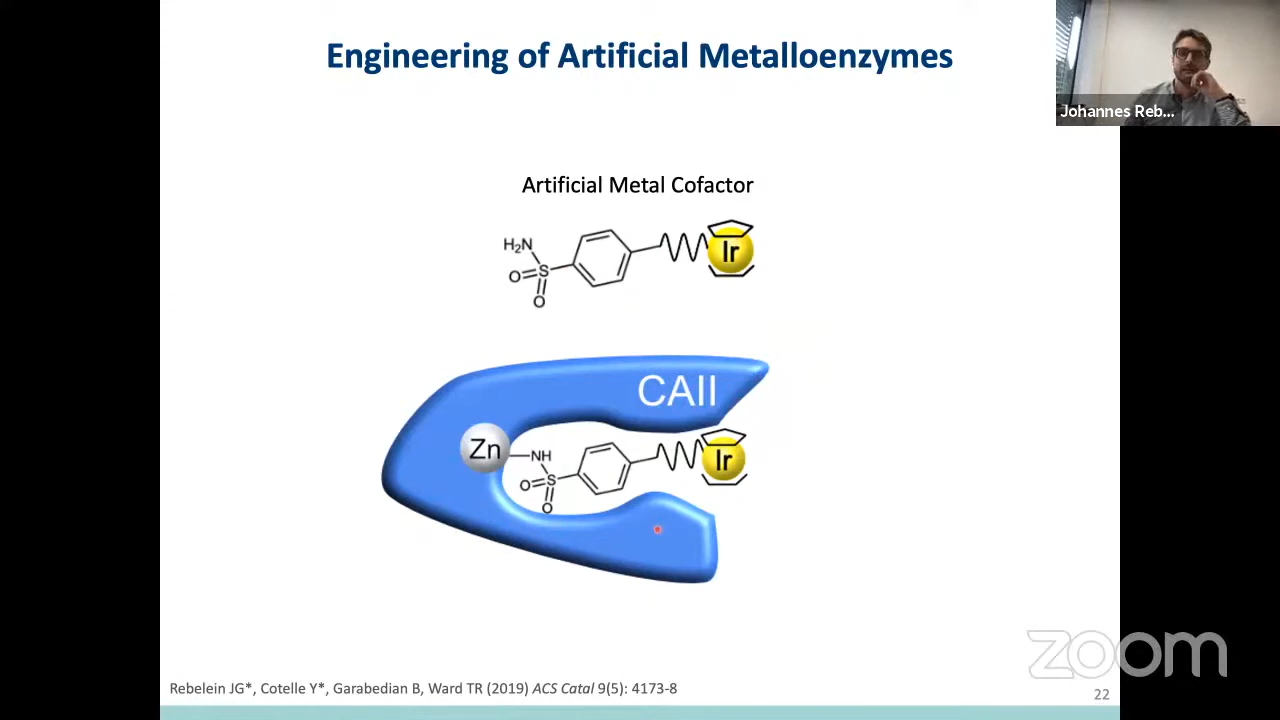 Engineering of Artificial Metalloenzymes
Johannes Reb...
Artificial Metal Cofactor
H₂N
S
O
O
Ir
CAII
Zn
NH
S
O
O
Ir
zoom
Rebelein JG*, Cotelle Y*, Garabedian B, Ward TR (2019) ACS Catal 9(5): 4173-8
22